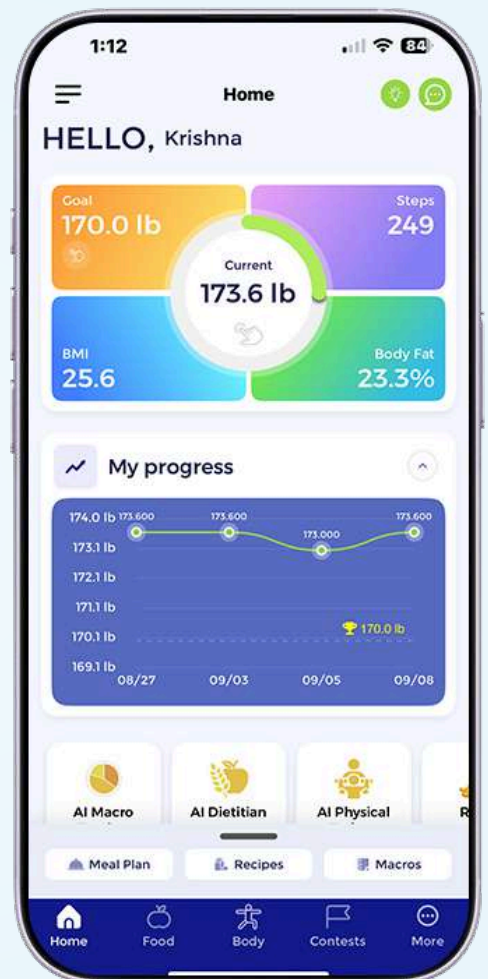 1:12
84
Home
HELLO, Krishna
Goal
170.0 lb
Steps
249
Current
173.6 lb
BMI
25.6
Body Fat
23.3%
My progress
174.0 lb
173.600
173.600
173.000
173.600
173.1 lb
172.1 lb
171.1 lb
170.1 lb
170.0 lb
169.1 lb
08/27
09/03
09/05
09/08
AI Macro
AI Dietitian
AI Physical
R
Meal Plan
Recipes
Macros
Home
Food
Body
Contests
More